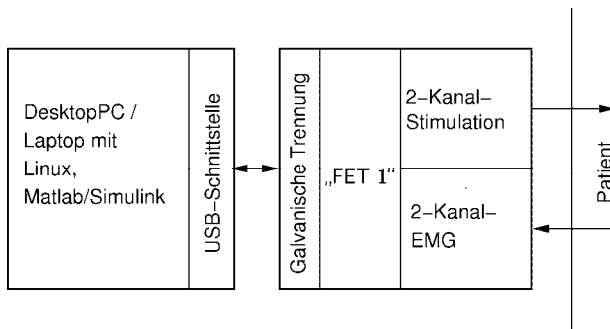 DesktopPC /
Laptop mit
Linux,
Matlab/Simulink
USB–Schnittstelle
Galvanische Trennung
„FET 1“
2–Kanal–
Stimulation
2–Kanal–
EMG
Patient